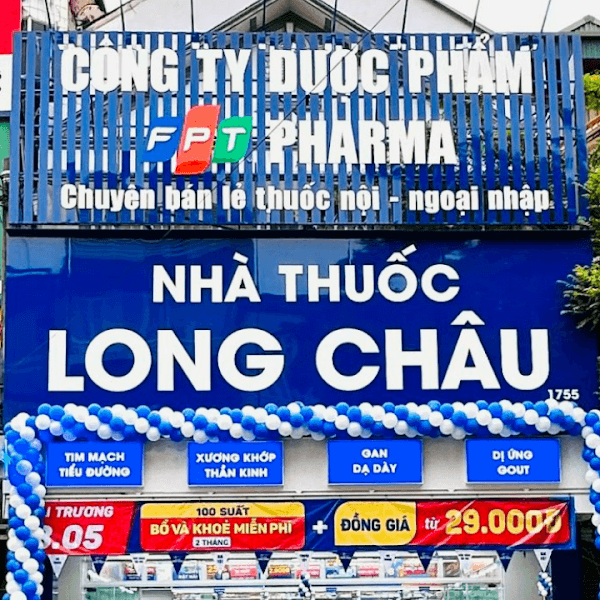 CÔNG TY DƯỢC PHẨM
FPT PHARMA
Chuyên bán lẻ thuốc nội - ngoại nhập
NHÀ THUỐC
LONG CHÂU
1755
TIM MẠCH
TIỂU ĐƯỜNG
XƯƠNG KHỚP
THẦN KINH
GAN
DẠ DÀY
DỊ ỨNG
GOUT
TRƯƠNG
8.05
100 SUẤT
BỔ VÀ KHOẺ MIỄN PHÍ
2 THÁNG
+
ĐỒNG GIÁ từ 29.000Đ